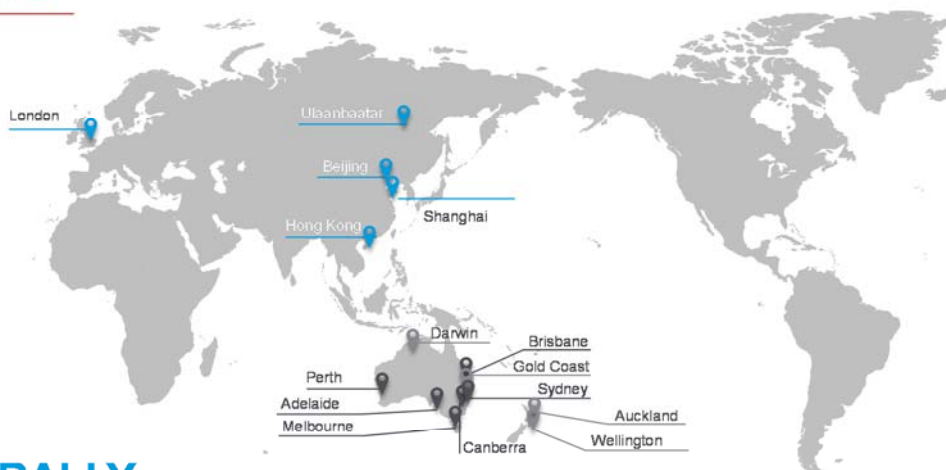 London
Ulaanbaatar
Beijing
Shanghai
Hong Kong
Darwin
Brisbane
Gold Coast
Perth
Sydney
Adelaide
Auckland
Melbourne
Canberra
Wellington